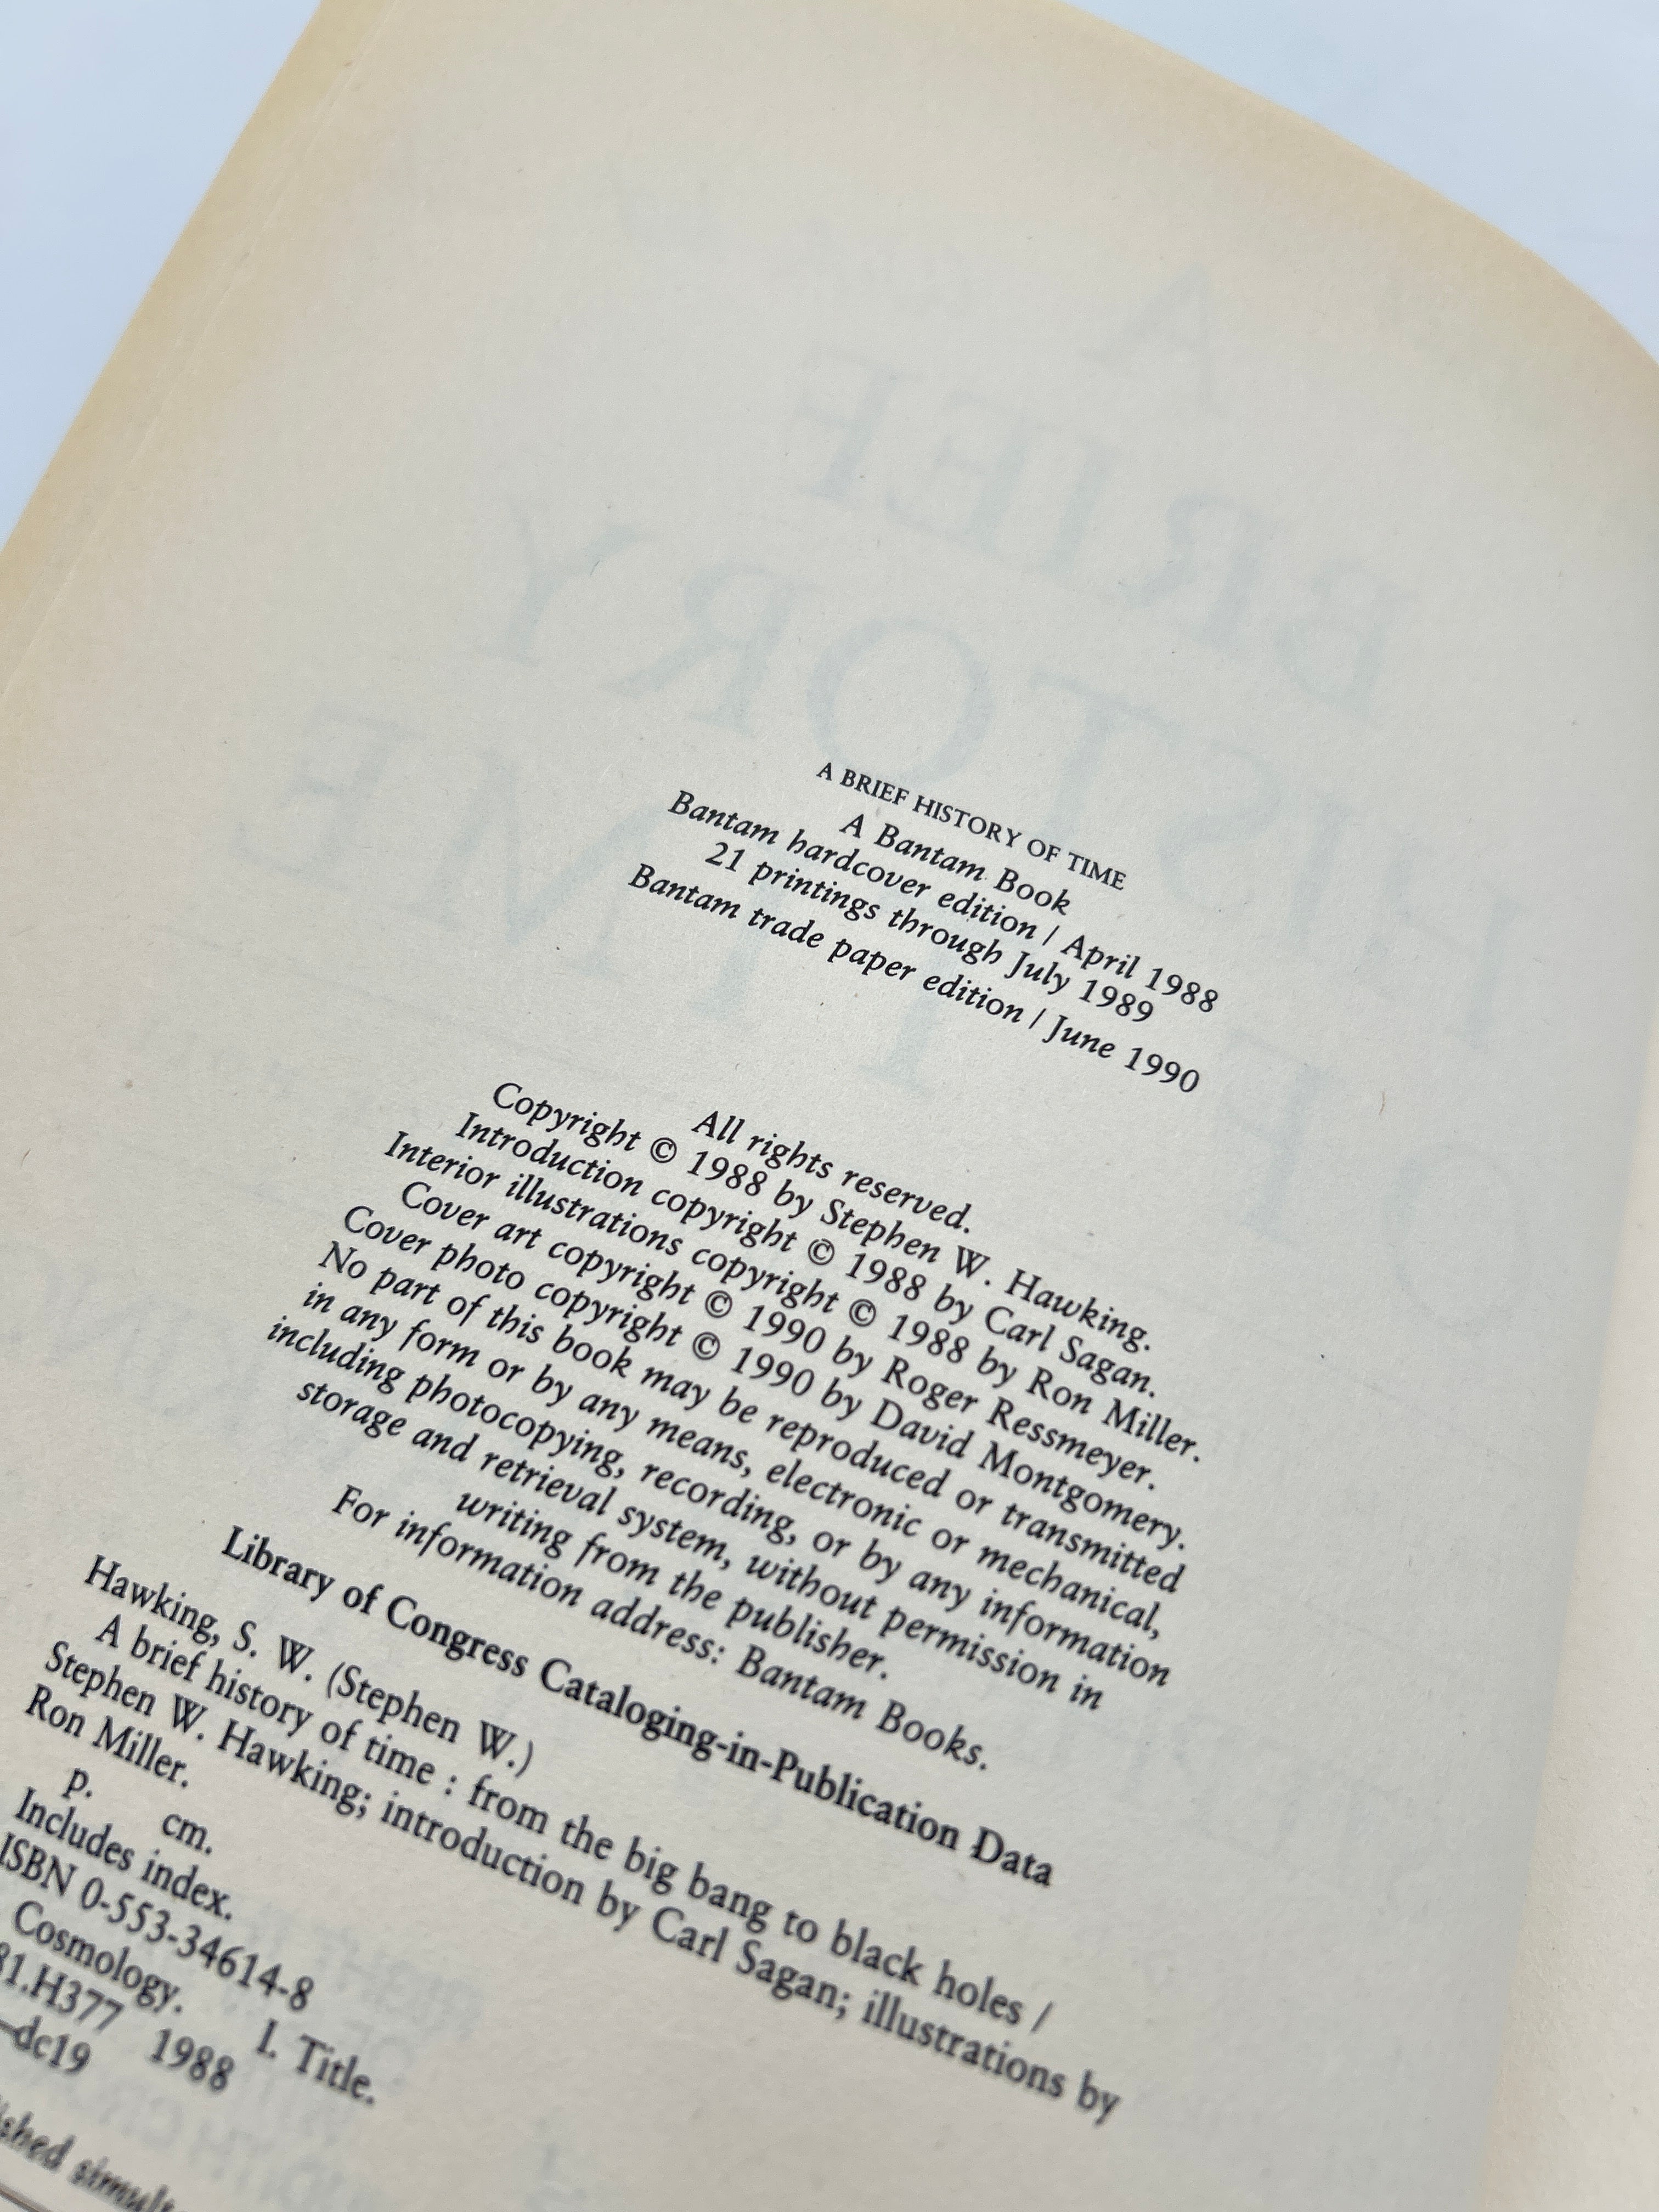 A BRIEF HISTORY OF TIME
A Bantam Book
Bantam hardcover edition / April 1988
21 printings through July 1989
Bantam trade paper edition / June 1990
All rights reserved.
Copyright © 1988 by Stephen W. Hawking.
Introduction copyright © 1988 by Carl Sagan.
Interior illustrations copyright © 1988 by Ron Miller.
Cover art copyright © 1990 by Roger Ressmeyer.
Cover photo copyright © 1990 by David Montgomery.
No part of this book may be reproduced or transmitted
in any form or by any means, electronic or mechanical,
including photocopying, recording, or by any information
storage and retrieval system, without permission in
writing from the publisher.
For information address: Bantam Books.
Library of Congress Cataloging-in-Publication Data
Hawking, S. W. (Stephen W.)
A brief history of time : from the big bang to black holes /
Stephen W. Hawking; introduction by Carl Sagan; illustrations by
Ron Miller.
p. cm.
Includes index.
ISBN 0-553-34614-8
Cosmology. I. Title.
81.H377 1988
—dc19